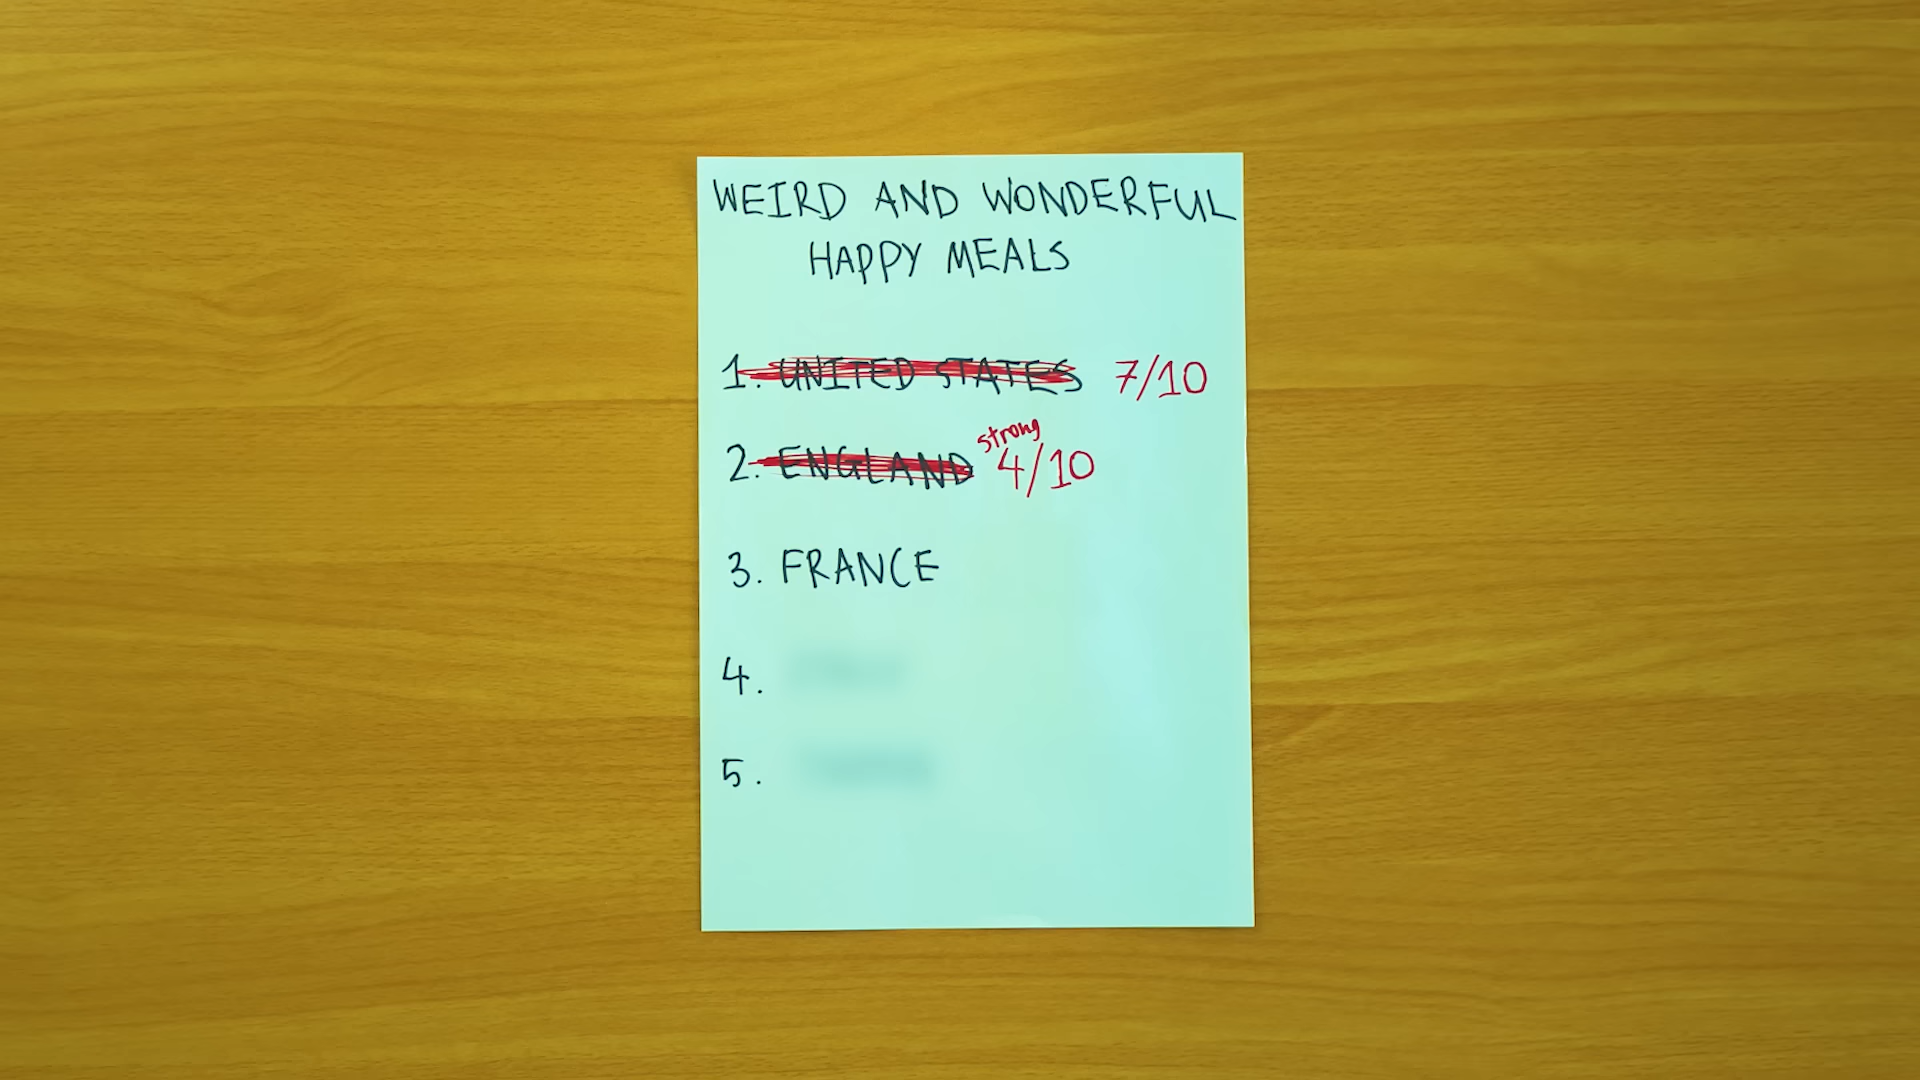 WEIRD AND WONDERFUL
HAPPY MEALS
1. UNITED STATES 7/10
strong
2. ENGLAND 4/10
3. FRANCE
4.
5.